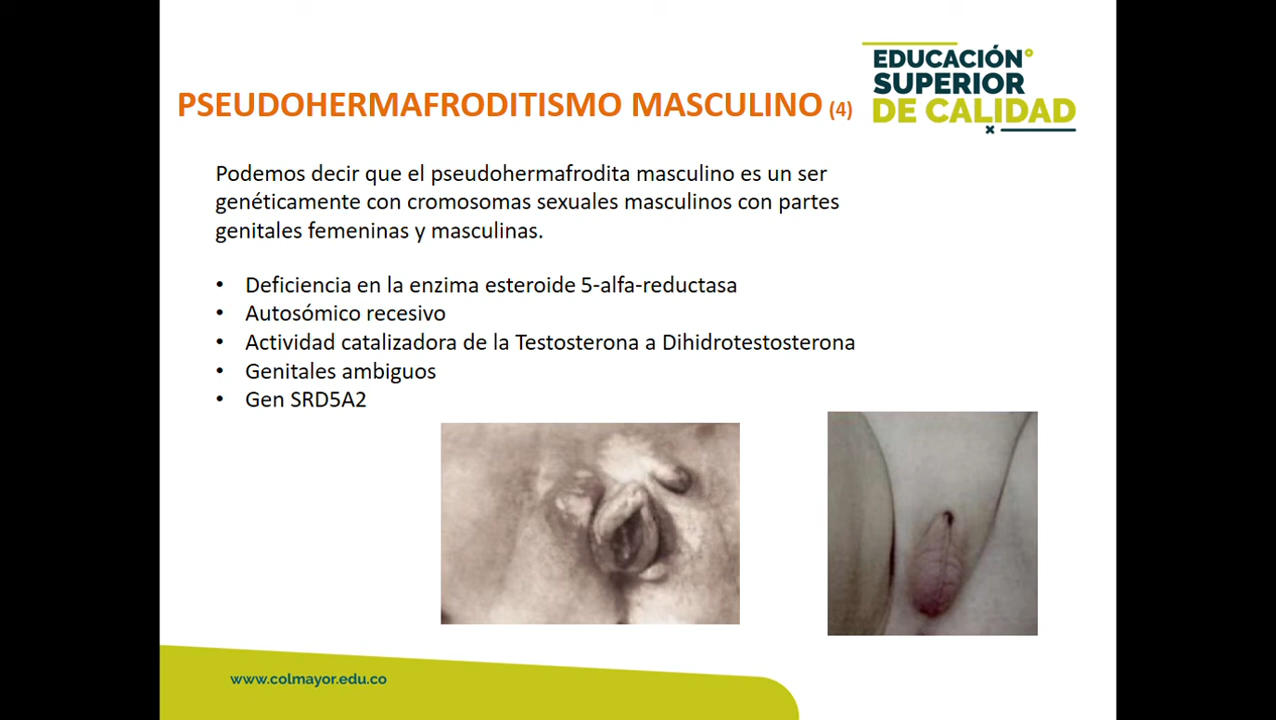 EDUCACIÓN
SUPERIOR
DE CALIDAD
PSEUDOHERMAFRODITISMO MASCULINO (4)
Podemos decir que el pseudohermafrodita masculino es un ser
genéticamente con cromosomas sexuales masculinos con partes
genitales femeninas y masculinas.
• Deficiencia en la enzima esteroide 5-alfa-reductasa
• Autosómico recesivo
• Actividad catalizadora de la Testosterona a Dihidrotestosterona
• Genitales ambiguos
• Gen SRD5A2
www.colmayor.edu.co